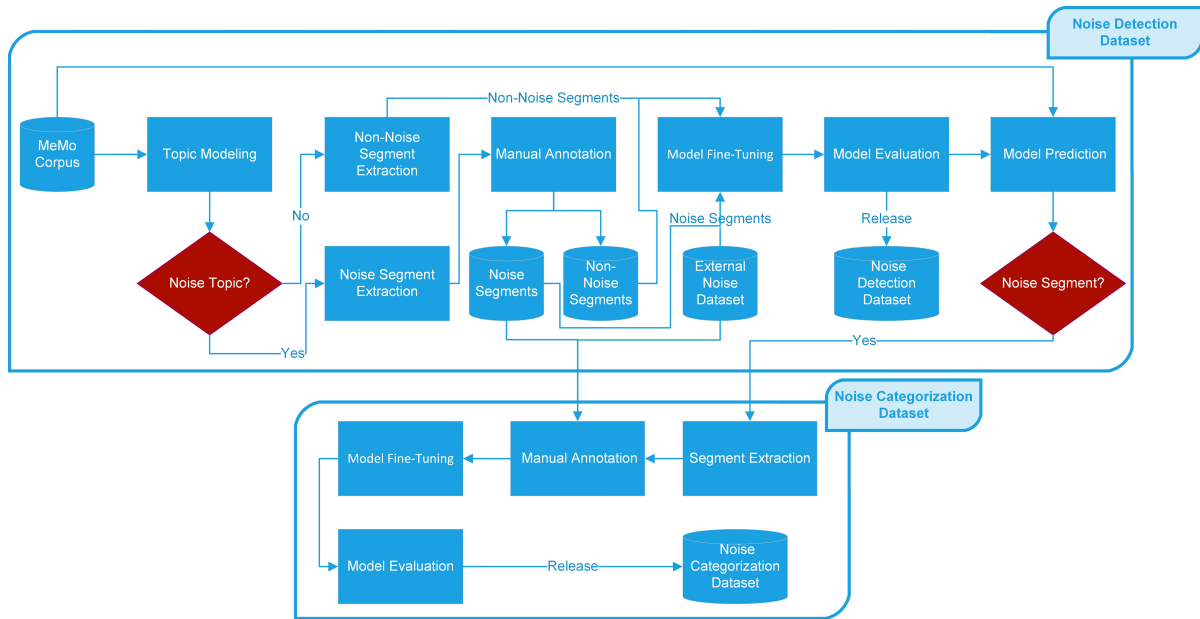 Noise Detection
Dataset
Non-Noise Segments
MeMo
Corpus
Topic Modeling
Non-Noise
Segment
Extraction
Manual Annotation
Model Fine-Tuning
Model Evaluation
Model Prediction
No
Noise Segments
Release
Noise Topic?
Noise Segment
Extraction
Noise
Segments
Non-
Noise
Segments
External
Noise
Dataset
Noise
Detection
Dataset
Noise Segment?
Yes
Yes
Noise Categorization
Dataset
Model Fine-Tuning
Manual Annotation
Segment Extraction
Model Evaluation
Release
Noise
Categorization
Dataset